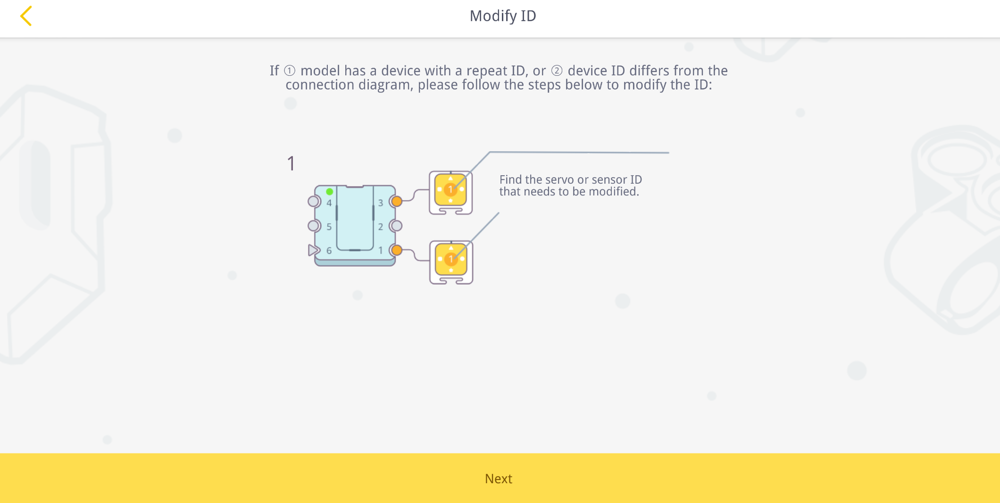 Modify ID
If ① model has a device with a repeat ID, or ② device ID differs from the
connection diagram, please follow the steps below to modify the ID:
1
Find the servo or sensor ID
that needs to be modified.
4 3
5 2
6 1
1
1
Next